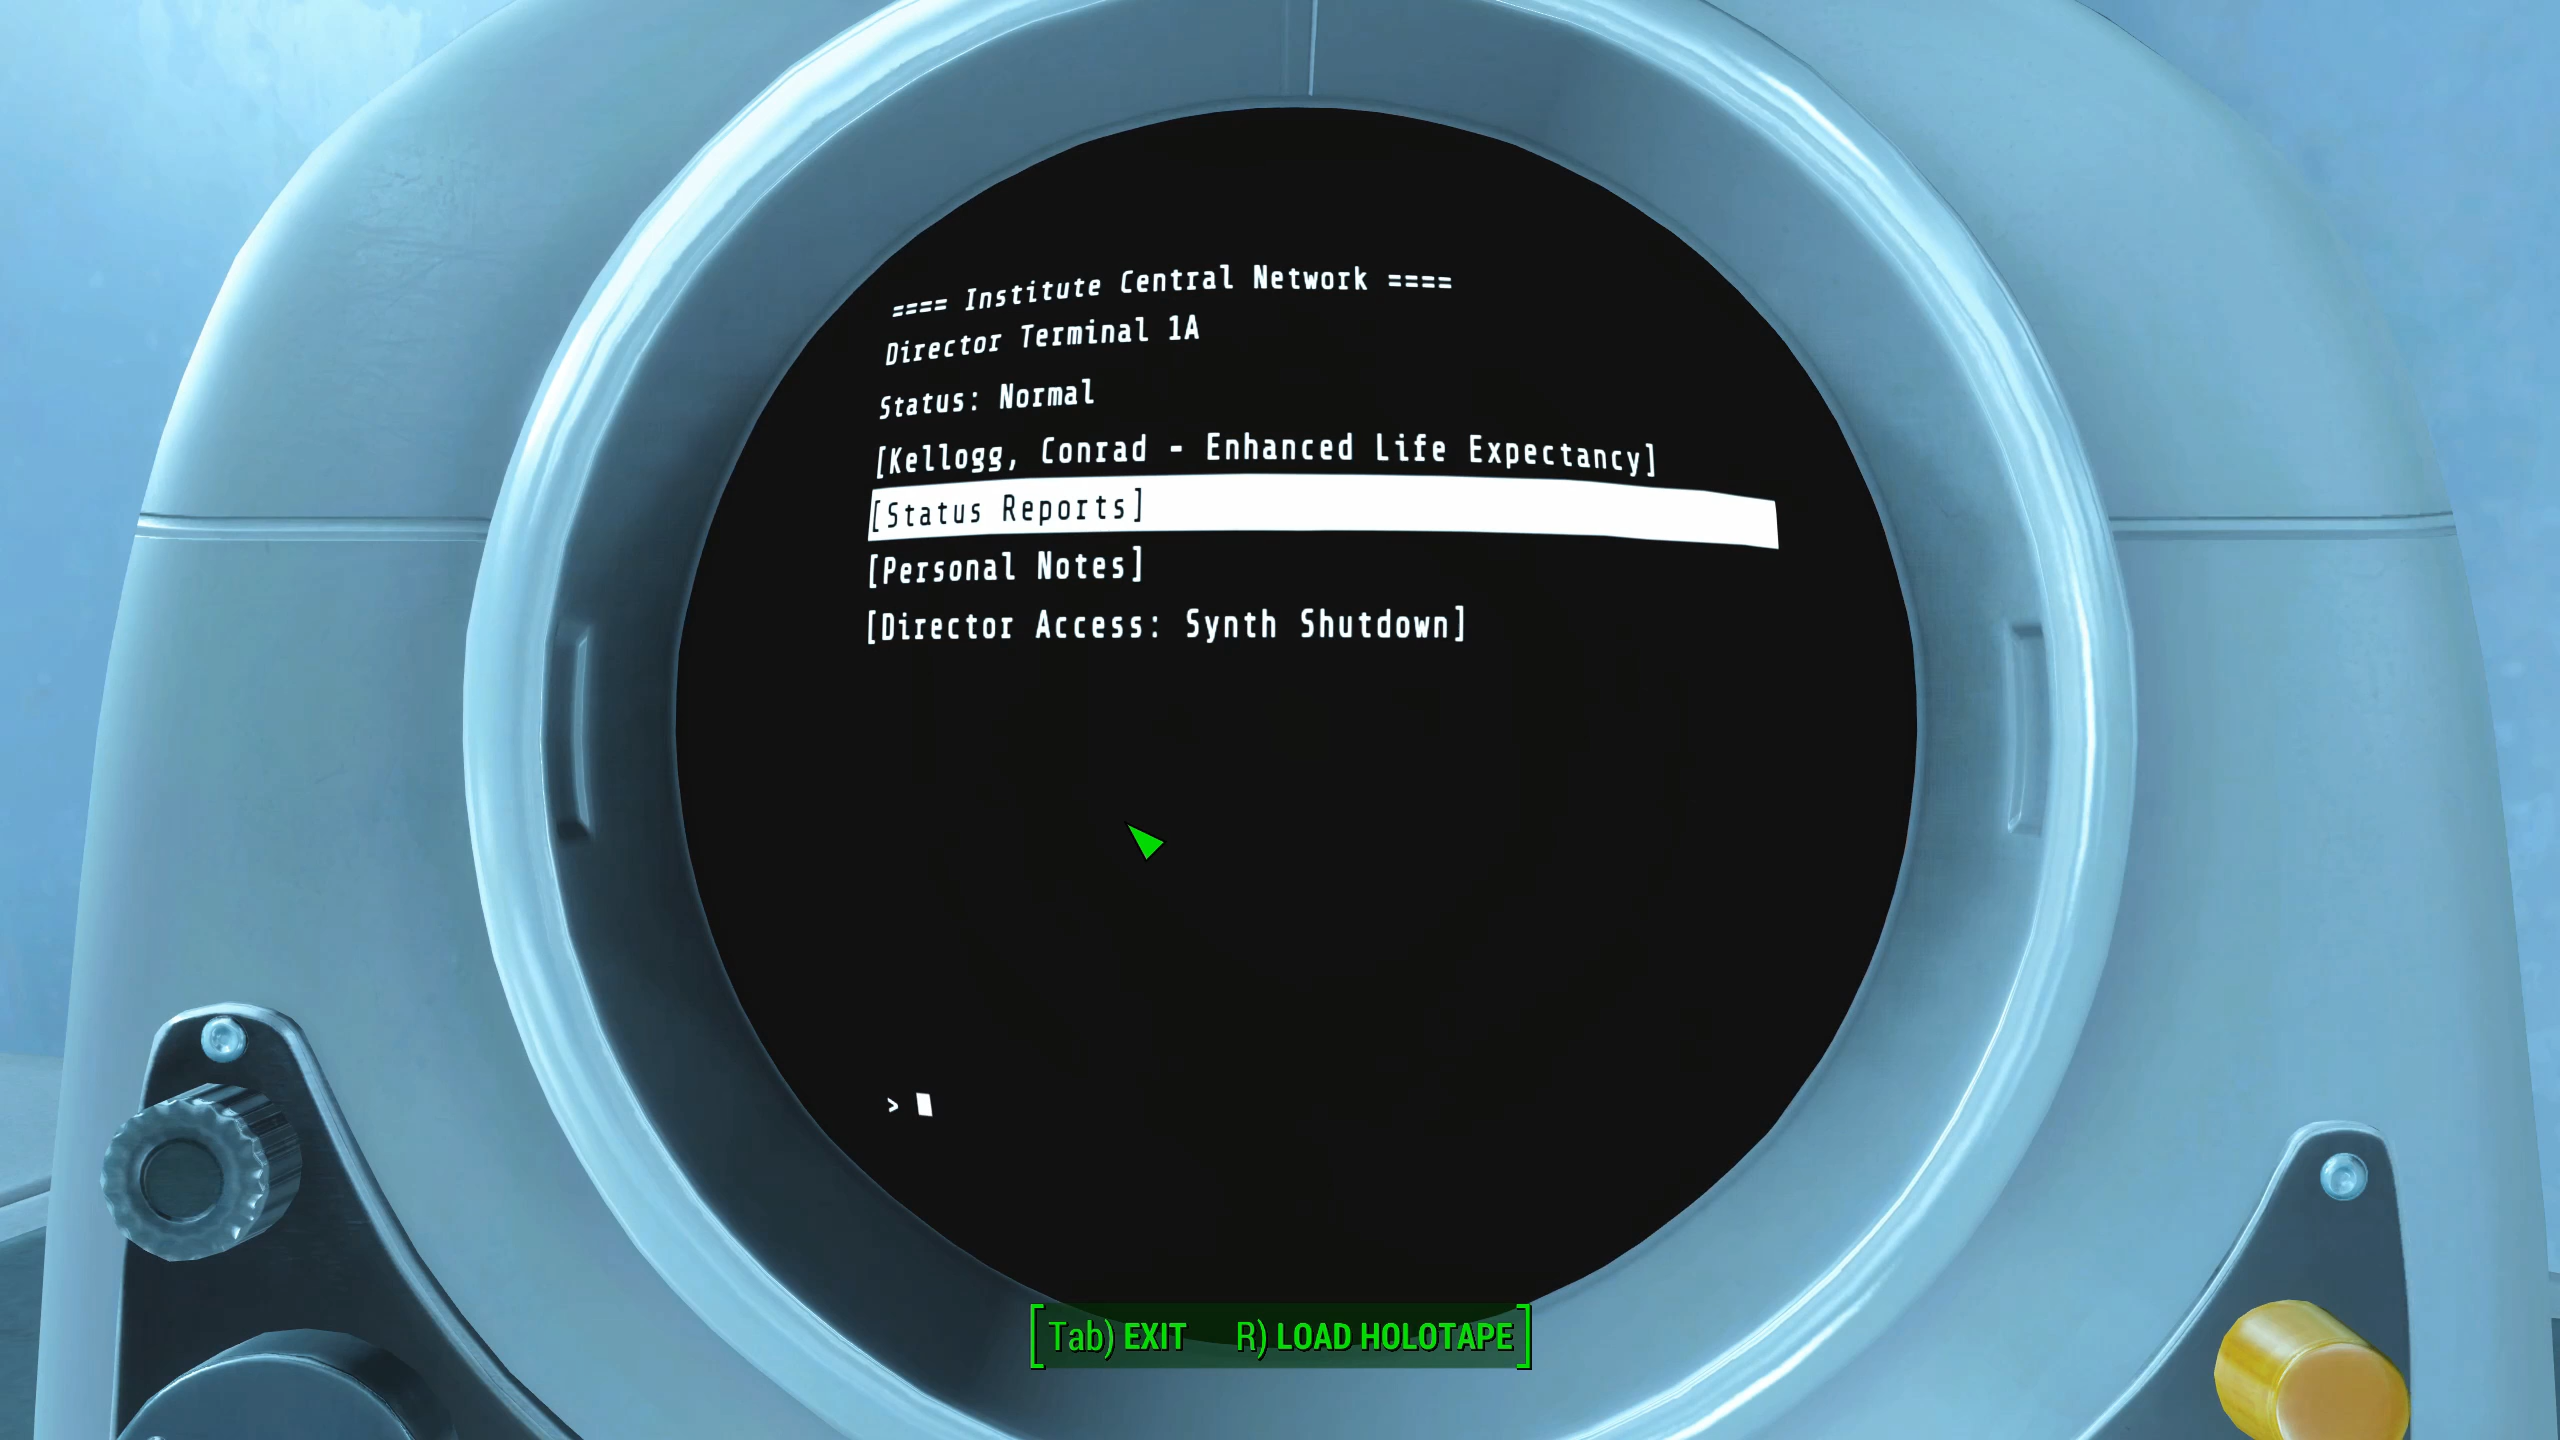 ==== Institute Central Network ====
Director Terminal 1A
Status: Normal
[Kellogg, Conrad - Enhanced Life Expectancy]
[Status Reports]
[Personal Notes]
[Director Access: Synth Shutdown]
>
[Tab) EXIT R) LOAD HOLOTAPE]